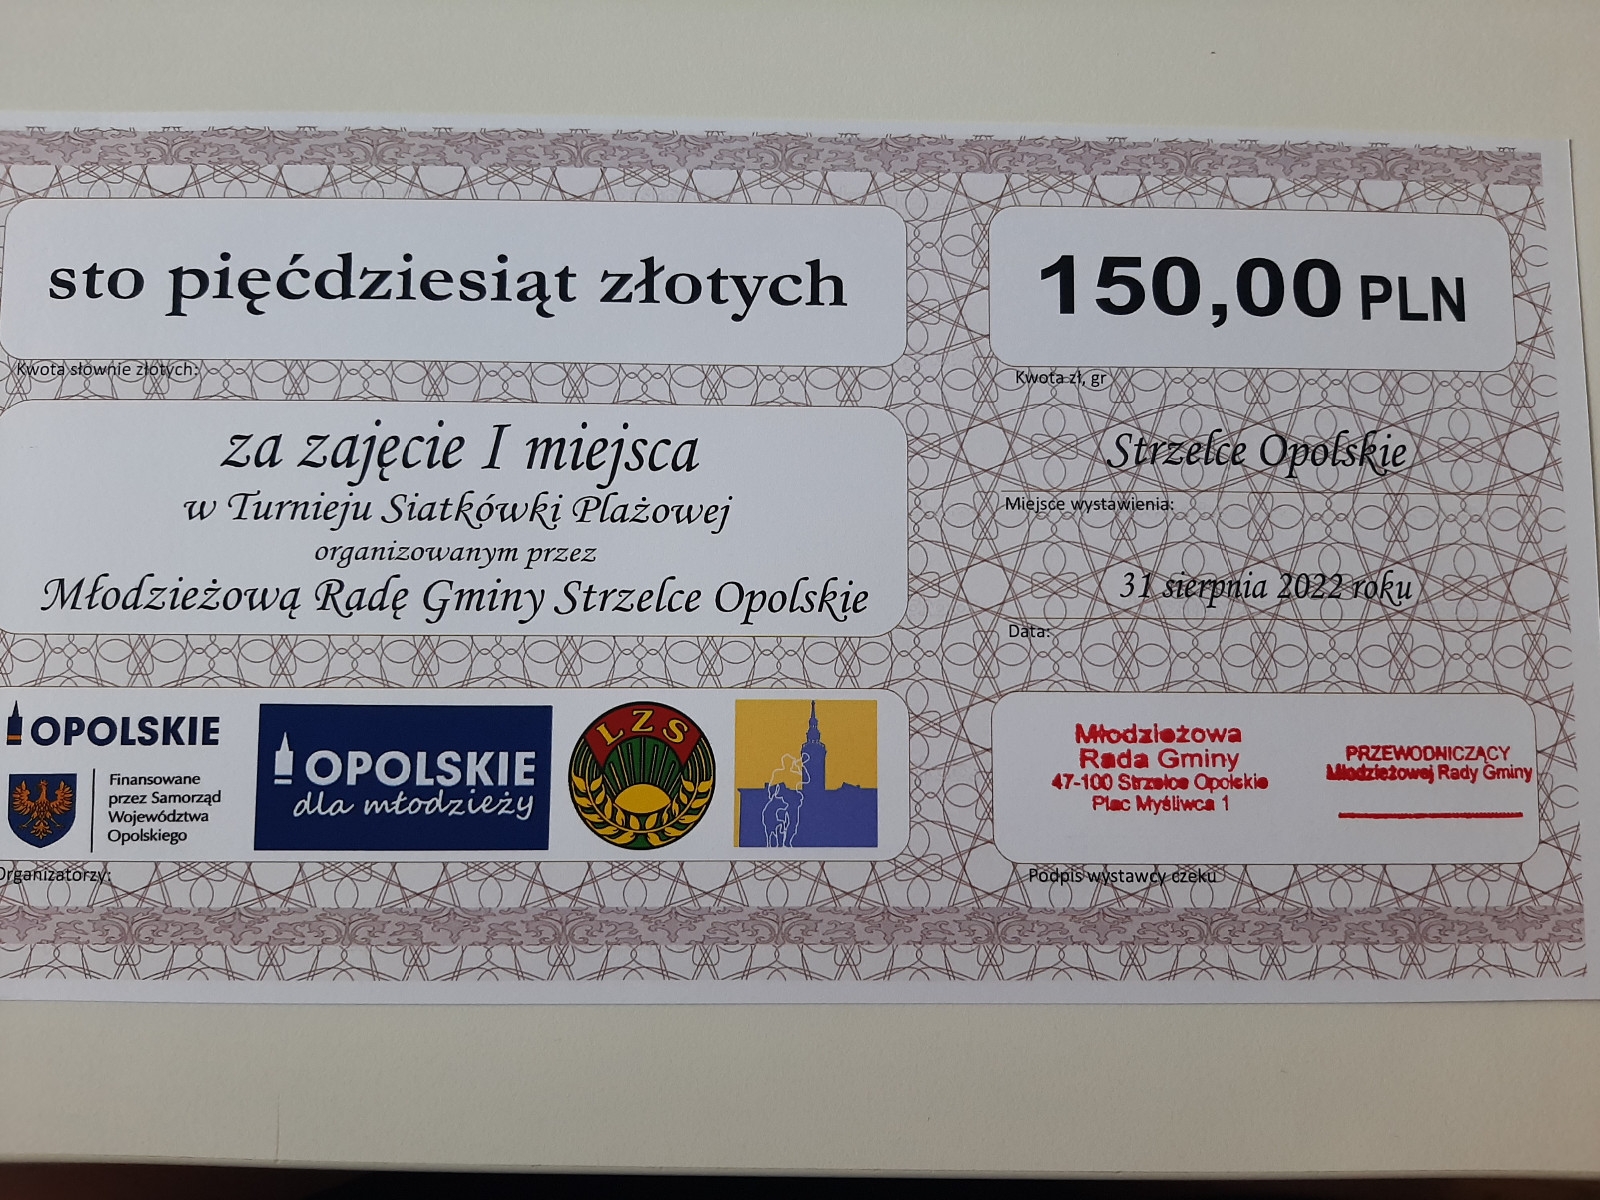 sto pięćdziesiąt złotych
Kwota słownie złotych:
150,00 PLN
Kwota zł, gr
za zajęcie I miejsca
w Turnieju Siatkówki Plażowej
organizowanym przez
Młodzieżową Radę Gminy Strzelce Opolskie
Strzelce Opolskie
Miejsce wystawienia:
31 sierpnia 2022 roku
Data:
OPOLSKIE
Finansowane
przez Samorząd
Województwa
Opolskiego
OPOLSKIE
dla młodzieży
LZS
Organizatorzy:
Młodzieżowa
Rada Gminy
47-100 Strzelce Opolskie
Plac Myśliwca 1
PRZEWODNICZĄCY
Młodzieżowej Rady Gminy
Podpis wystawcy czeku